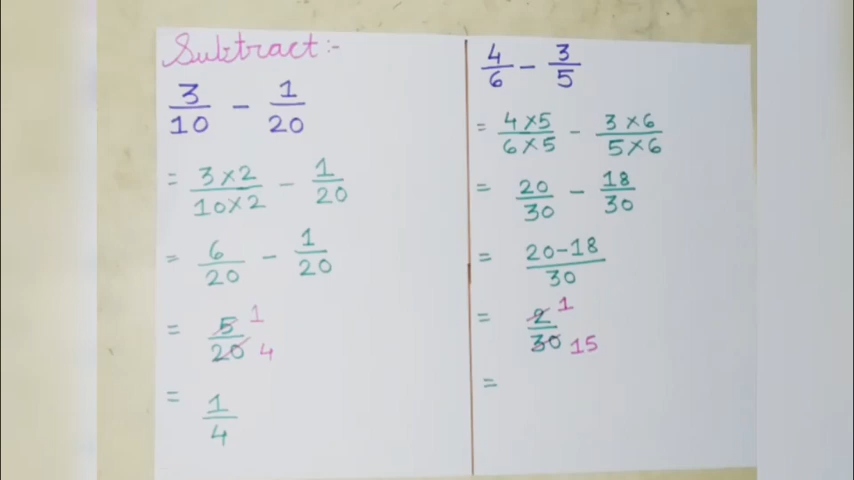 Subtract :-
3/10 - 1/20
= 3×2/10×2 - 1/20
= 6/20 - 1/20
= 5/20 1 4
= 1/4
4/6 - 3/5
= 4×5/6×5 - 3×6/5×6
= 20/30 - 18/30
= 20-18/30
= 2/30 1 15
=